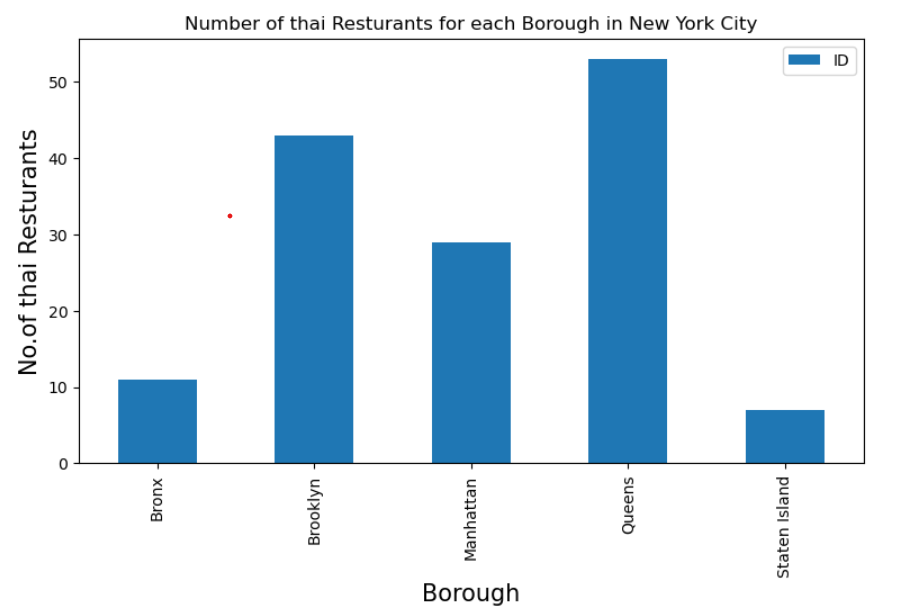 Number of thai Resturants for each Borough in New York City
ID
No.of thai Resturants
50
40
30
20
10
0
Bronx
Brooklyn
Manhattan
Queens
Staten Island
Borough